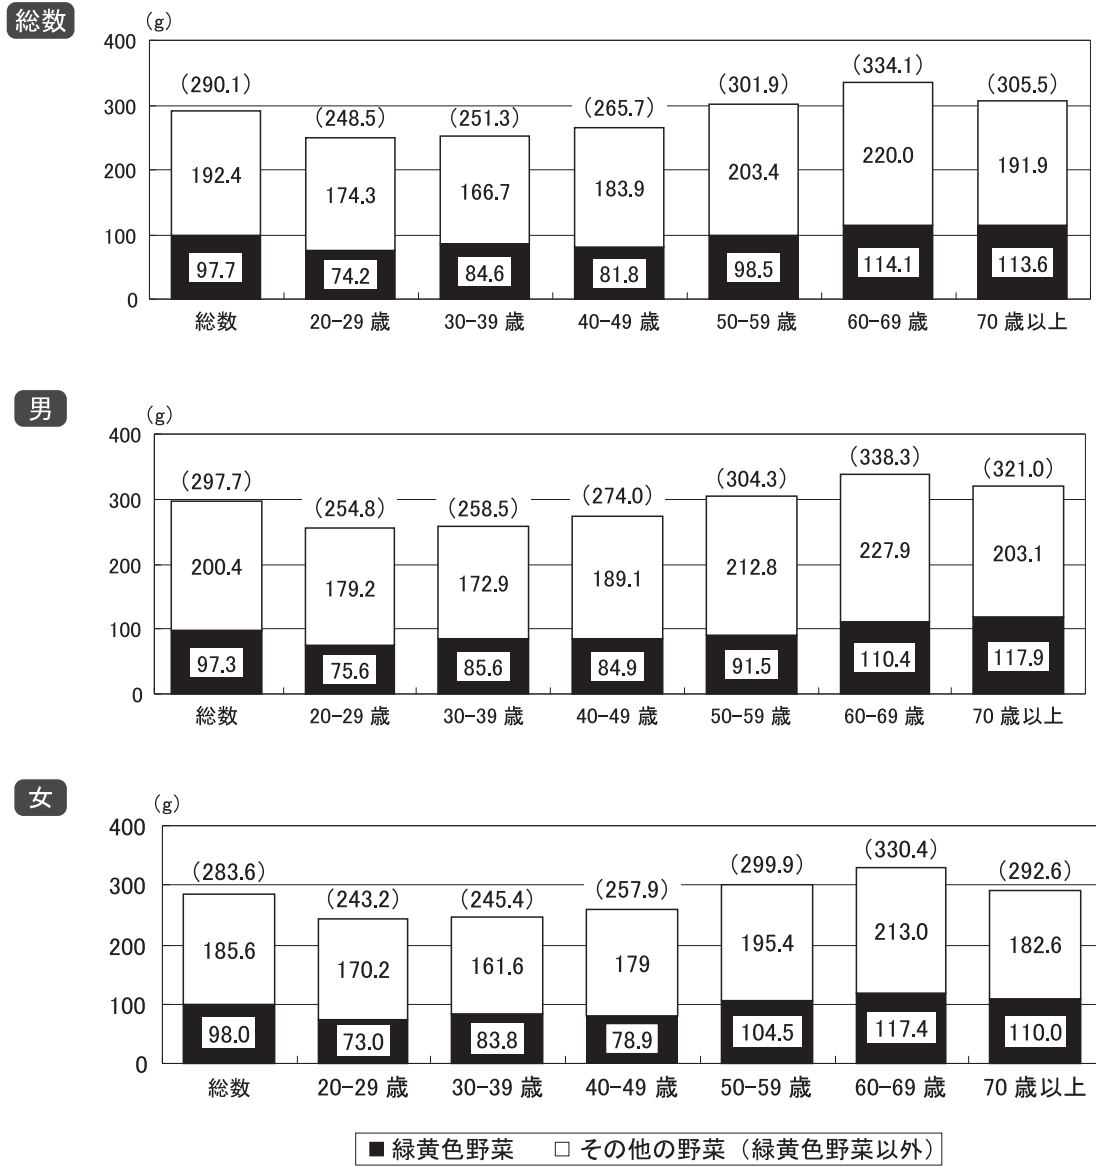 総数
(g)
400
300
200
100
0
(290.1) (248.5) (251.3) (265.7) (301.9) (334.1) (305.5)
192.4 174.3 166.7 183.9 203.4 220.0 191.9
97.7 74.2 84.6 81.8 98.5 114.1 113.6
総数 20-29 歳 30-39 歳 40-49 歳 50-59 歳 60-69 歳 70 歳以上
男
(g)
400
300
200
100
0
(297.7) (254.8) (258.5) (274.0) (304.3) (338.3) (321.0)
200.4 179.2 172.9 189.1 212.8 227.9 203.1
97.3 75.6 85.6 84.9 91.5 110.4 117.9
総数 20-29 歳 30-39 歳 40-49 歳 50-59 歳 60-69 歳 70 歳以上
女
(g)
400
300
200
100
0
(283.6) (243.2) (245.4) (257.9) (299.9) (330.4) (292.6)
185.6 170.2 161.6 179 195.4 213.0 182.6
98.0 73.0 83.8 78.9 104.5 117.4 110.0
総数 20-29 歳 30-39 歳 40-49 歳 50-59 歳 60-69 歳 70 歳以上
■ 緑黄色野菜 □ その他の野菜（緑黄色野菜以外）